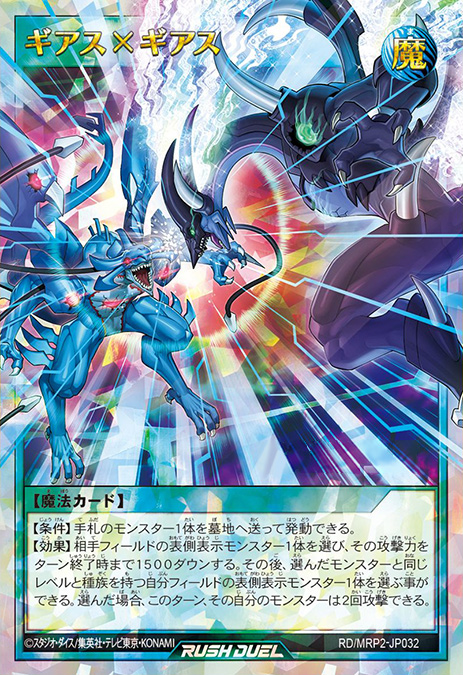 ギアス×ギアス
魔
【魔法カード】
【条件】手札のモンスター1体を墓地へ送って発動できる。
【効果】相手フィールドの表側表示モンスター1体を選び、その攻撃力を
ターン終了時まで1500ダウンする。その後、選んだモンスターと同じ
レベルと種族を持つ自分フィールドの表側表示モンスター1体を選ぶ事が
できる。選んだ場合、このターン、その自分のモンスターは2回攻撃できる。
©スタジオ・ダイス/集英社・テレビ東京・KONAMI
RUSH DUEL
RD/MRP2-JP032